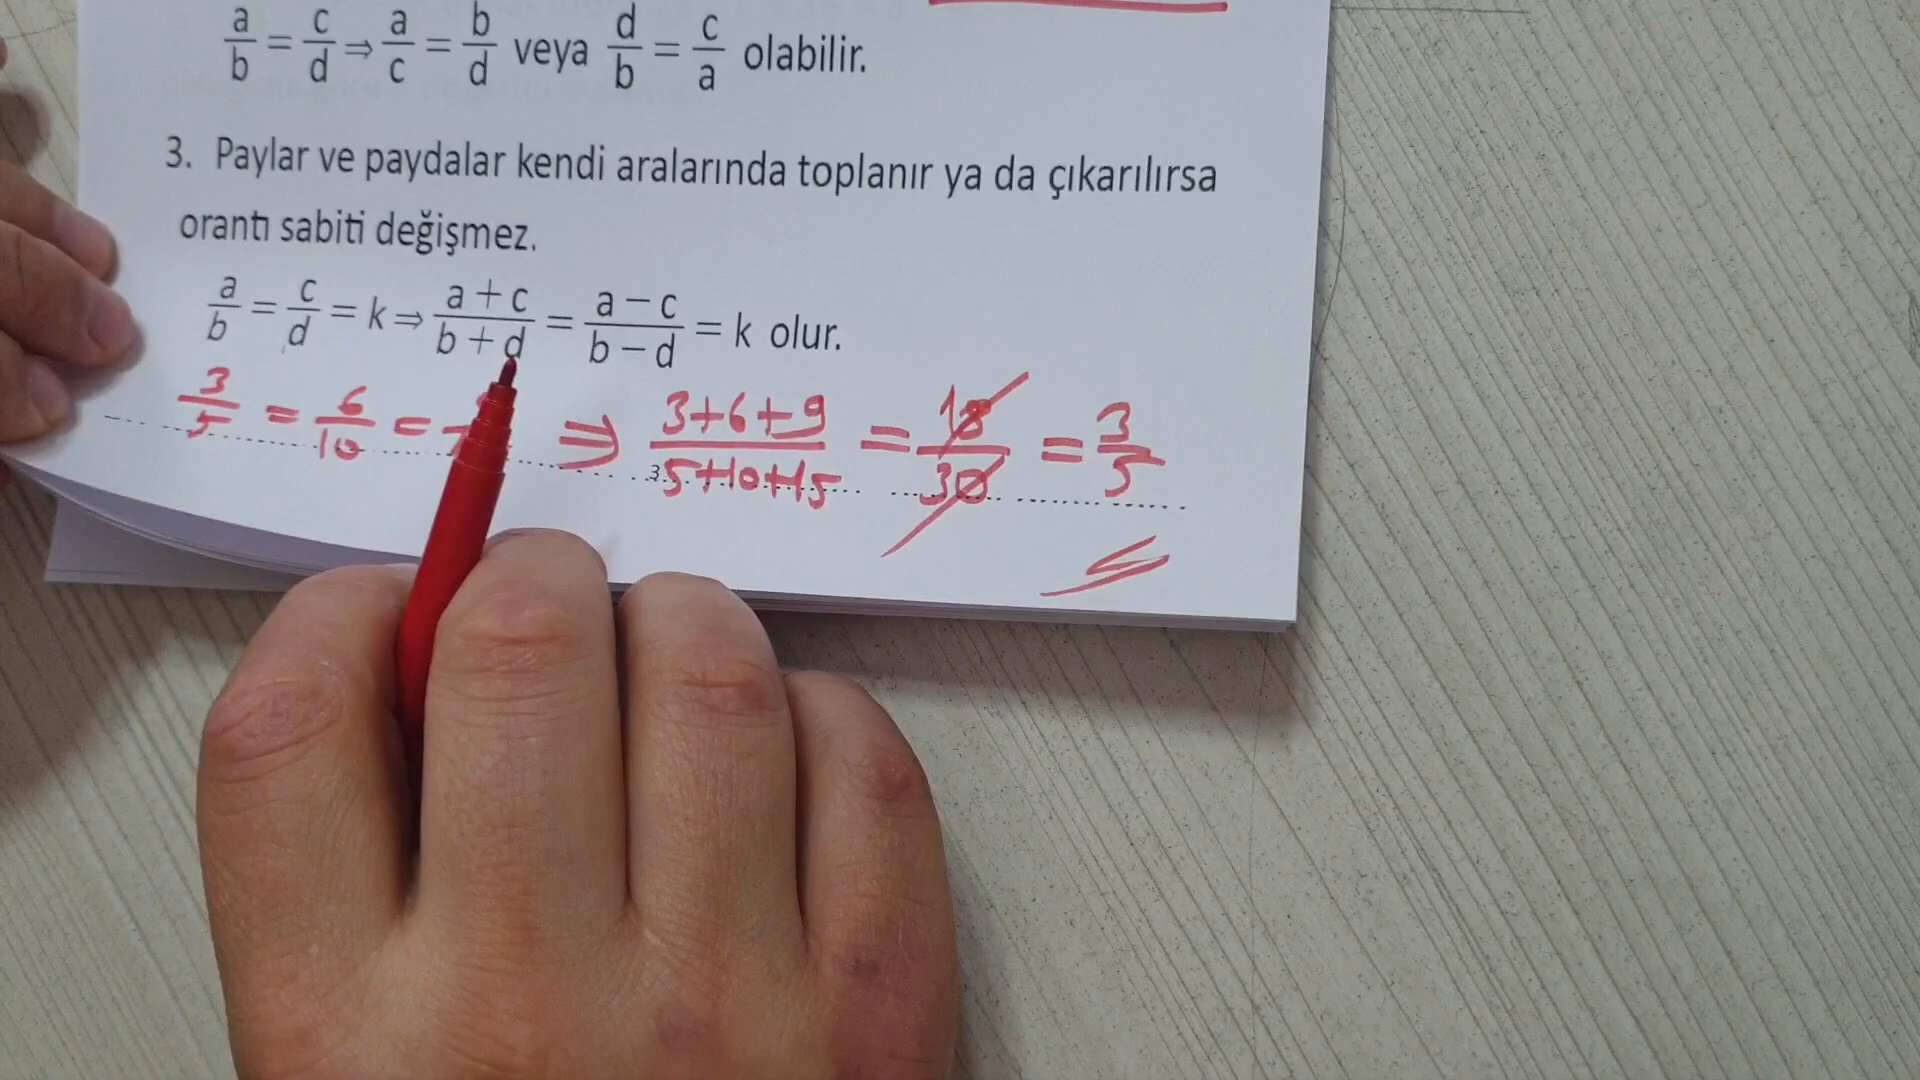 a/b = c/d ⇒ a/c = b/d veya d/b = c/a olabilir.
3. Paylar ve paydalar kendi aralarında toplanır ya da çıkarılırsa
orantı sabiti değişmez.
a/b = c/d = k ⇒ a+c/b+d = a−c/b−d = k olur.
3/5 = 6/10 = ⇒ 3+6+9/5+10+15 = 18/30 = 3/5
3